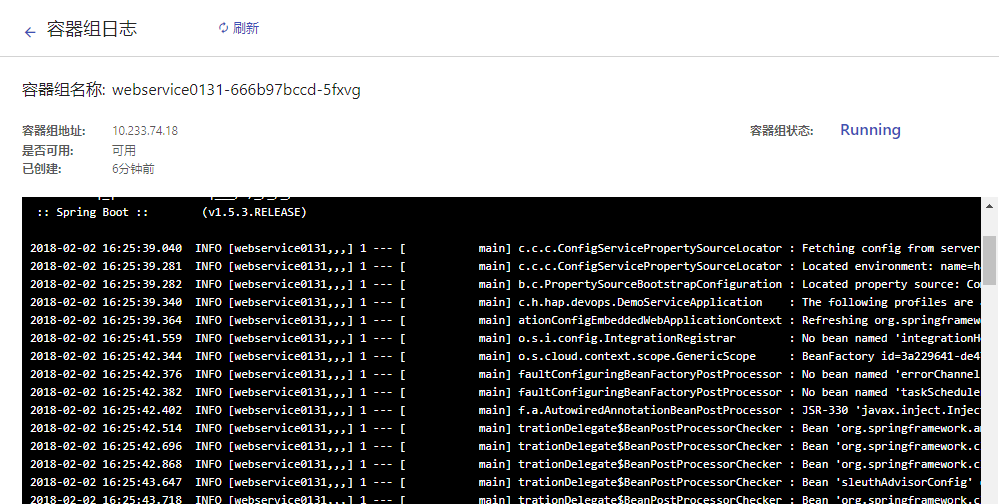 容器组日志
刷新
容器组名称: webservice0131-666b97bccd-5fxvg
容器组地址: 10.233.74.18
容器组状态: Running
是否可用: 可用
已创建: 6分钟前
:: Spring Boot :: (v1.5.3.RELEASE)
2018-02-02 16:25:39.040 INFO [webservice0131,,,] 1 --- [ main] c.c.c.ConfigServicePropertySourceLocator : Fetching config from server
2018-02-02 16:25:39.281 INFO [webservice0131,,,] 1 --- [ main] c.c.c.ConfigServicePropertySourceLocator : Located environment: name=h
2018-02-02 16:25:39.282 INFO [webservice0131,,,] 1 --- [ main] b.c.PropertySourceBootstrapConfiguration : Located property source: Com
2018-02-02 16:25:39.340 INFO [webservice0131,,,] 1 --- [ main] c.h.hap.devops.DemoServiceApplication : The following profiles are
2018-02-02 16:25:39.364 INFO [webservice0131,,,] 1 --- [ main] ationConfigEmbeddedWebApplicationContext : Refreshing org.springframew
2018-02-02 16:25:41.559 INFO [webservice0131,,,] 1 --- [ main] o.s.i.config.IntegrationRegistrar : No bean named 'integrationH
2018-02-02 16:25:42.344 INFO [webservice0131,,,] 1 --- [ main] o.s.cloud.context.scope.GenericScope : BeanFactory id=3a229641-de4
2018-02-02 16:25:42.376 INFO [webservice0131,,,] 1 --- [ main] faultConfiguringBeanFactoryPostProcessor : No bean named 'errorChannel
2018-02-02 16:25:42.382 INFO [webservice0131,,,] 1 --- [ main] faultConfiguringBeanFactoryPostProcessor : No bean named 'taskSchedule
2018-02-02 16:25:42.402 INFO [webservice0131,,,] 1 --- [ main] f.a.AutowiredAnnotationBeanPostProcessor : JSR-330 'javax.inject.Inject
2018-02-02 16:25:42.514 INFO [webservice0131,,,] 1 --- [ main] trationDelegate$BeanPostProcessorChecker : Bean 'org.springframework.a
2018-02-02 16:25:42.696 INFO [webservice0131,,,] 1 --- [ main] trationDelegate$BeanPostProcessorChecker : Bean 'org.springframework.c
2018-02-02 16:25:42.868 INFO [webservice0131,,,] 1 --- [ main] trationDelegate$BeanPostProcessorChecker : Bean 'org.springframework.c
2018-02-02 16:25:43.647 INFO [webservice0131,,,] 1 --- [ main] trationDelegate$BeanPostProcessorChecker : Bean 'sleuthAdvisorConfig'
2018-02-02 16:25:43.718 INFO [webservice0131,,,] 1 --- [ main] trationDelegate$BeanPostProcessorChecker : Bean 'org.springframework.c